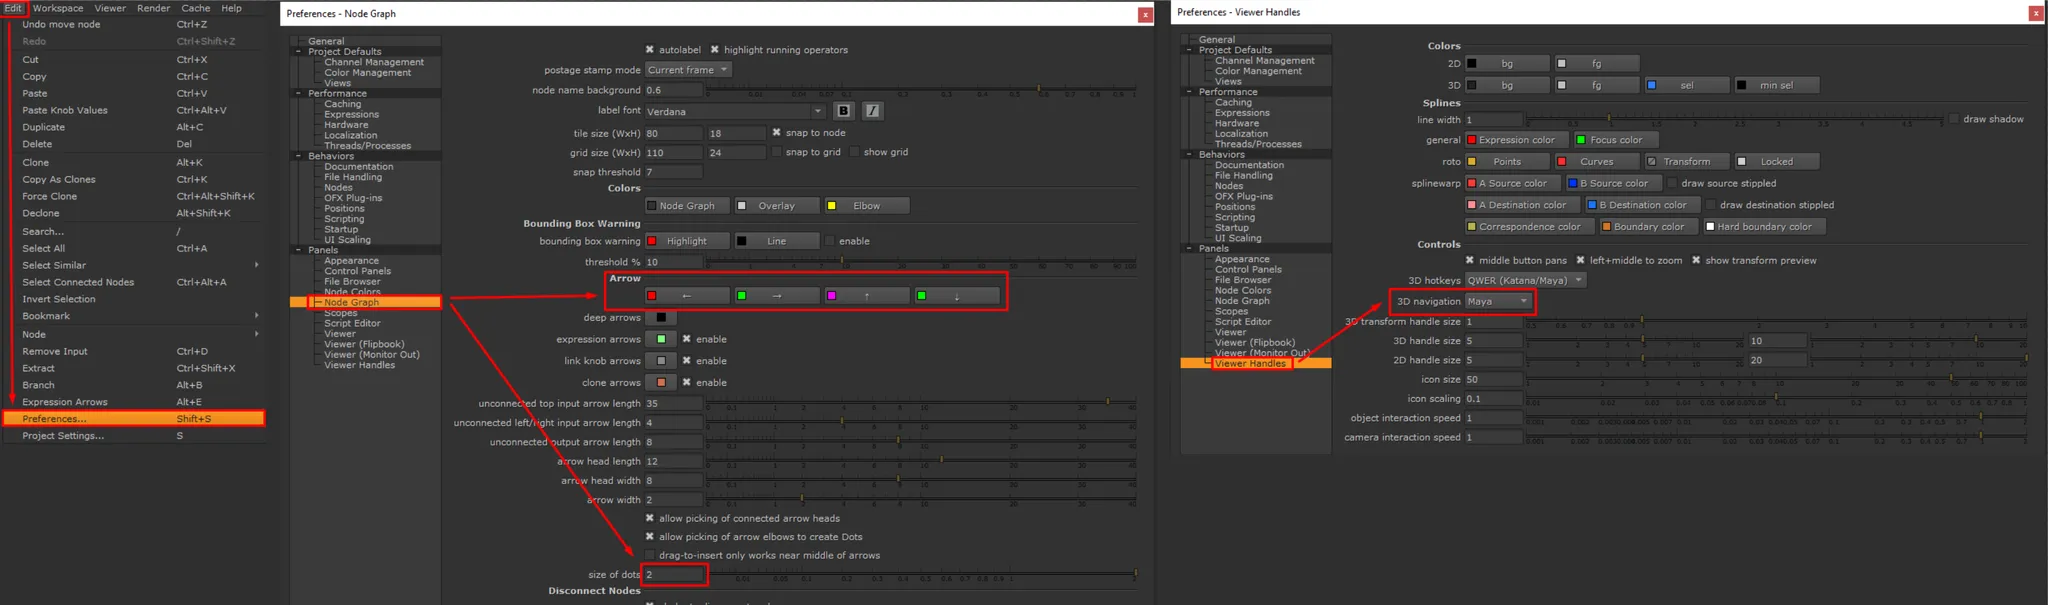 Edit Workspace Viewer Render Cache Help
Undo move node Ctrl+Z
Redo Ctrl+Shift+Z
Cut Ctrl+X
Copy Ctrl+C
Paste Ctrl+V
Paste Knob Values Ctrl+Alt+V
Duplicate Alt+C
Delete Del
Clone Alt+K
Copy As Clones Ctrl+K
Force Clone Ctrl+Alt+Shift+K
Declone Alt+Shift+K
Search... /
Select All Ctrl+A
Select Similar
Select Connected Nodes Ctrl+Alt+A
Invert Selection
Bookmark
Node
Remove Input Ctrl+D
Extract Ctrl+Shift+X
Branch Alt+B
Expression Arrows Alt+E
Preferences... Shift+S
Project Settings... S
Preferences - Node Graph
General
Project Defaults
Channel Management
Color Management
Views
Performance
Caching
Expressions
Hardware
Localization
Threads/Processes
Behaviors
Documentation
File Handling
Nodes
OFX Plug-ins
Positions
Scripting
Startup
UI Scaling
Panels
Appearance
Control Panels
File Browser
Node Colors
Node Graph
Scopes
Script Editor
Viewer
Viewer (Flipbook)
Viewer (Monitor Out)
Viewer Handles
autolabel highlight running operators
postage stamp mode Current frame
node name background 0.6
label font Verdana B I
tile size (WxH) 80 18 snap to node
grid size (WxH) 110 24 snap to grid show grid
snap threshold 7
Colors
Node Graph Overlay Elbow
Bounding Box Warning
bounding box warning Highlight Line enable
threshold % 10
Arrow
← → ↑ ↓
deep arrows
expression arrows enable
link knob arrows enable
clone arrows enable
unconnected top input arrow length 35
unconnected left/right input arrow length 4
unconnected output arrow length 8
arrow head length 12
arrow head width 8
arrow width 2
allow picking of connected arrow heads
allow picking of arrow elbows to create Dots
drag-to-insert only works near middle of arrows
size of dots 2
Disconnect Nodes
Preferences - Viewer Handles
General
Project Defaults
Channel Management
Color Management
Views
Performance
Caching
Expressions
Hardware
Localization
Threads/Processes
Behaviors
Documentation
File Handling
Nodes
OFX Plug-ins
Positions
Scripting
Startup
UI Scaling
Panels
Appearance
Control Panels
File Browser
Node Colors
Node Graph
Scopes
Script Editor
Viewer
Viewer (Flipbook)
Viewer (Monitor Out)
Viewer Handles
Colors
2D bg fg
3D bg fg sel min sel
Splines
line width 1 draw shadow
general Expression color Focus color
roto Points Curves Transform Locked
splinewarp A Source color B Source color draw source stippled
A Destination color B Destination color draw destination stippled
Correspondence color Boundary color Hard boundary color
Controls
middle button pans left+middle to zoom show transform preview
3D hotkeys QWER (Katana/Maya)
3D navigation Maya
3D transform handle size 1
3D handle size 5 10
2D handle size 5 20
icon size 50
icon scaling 0.1
object interaction speed 1
camera interaction speed 1